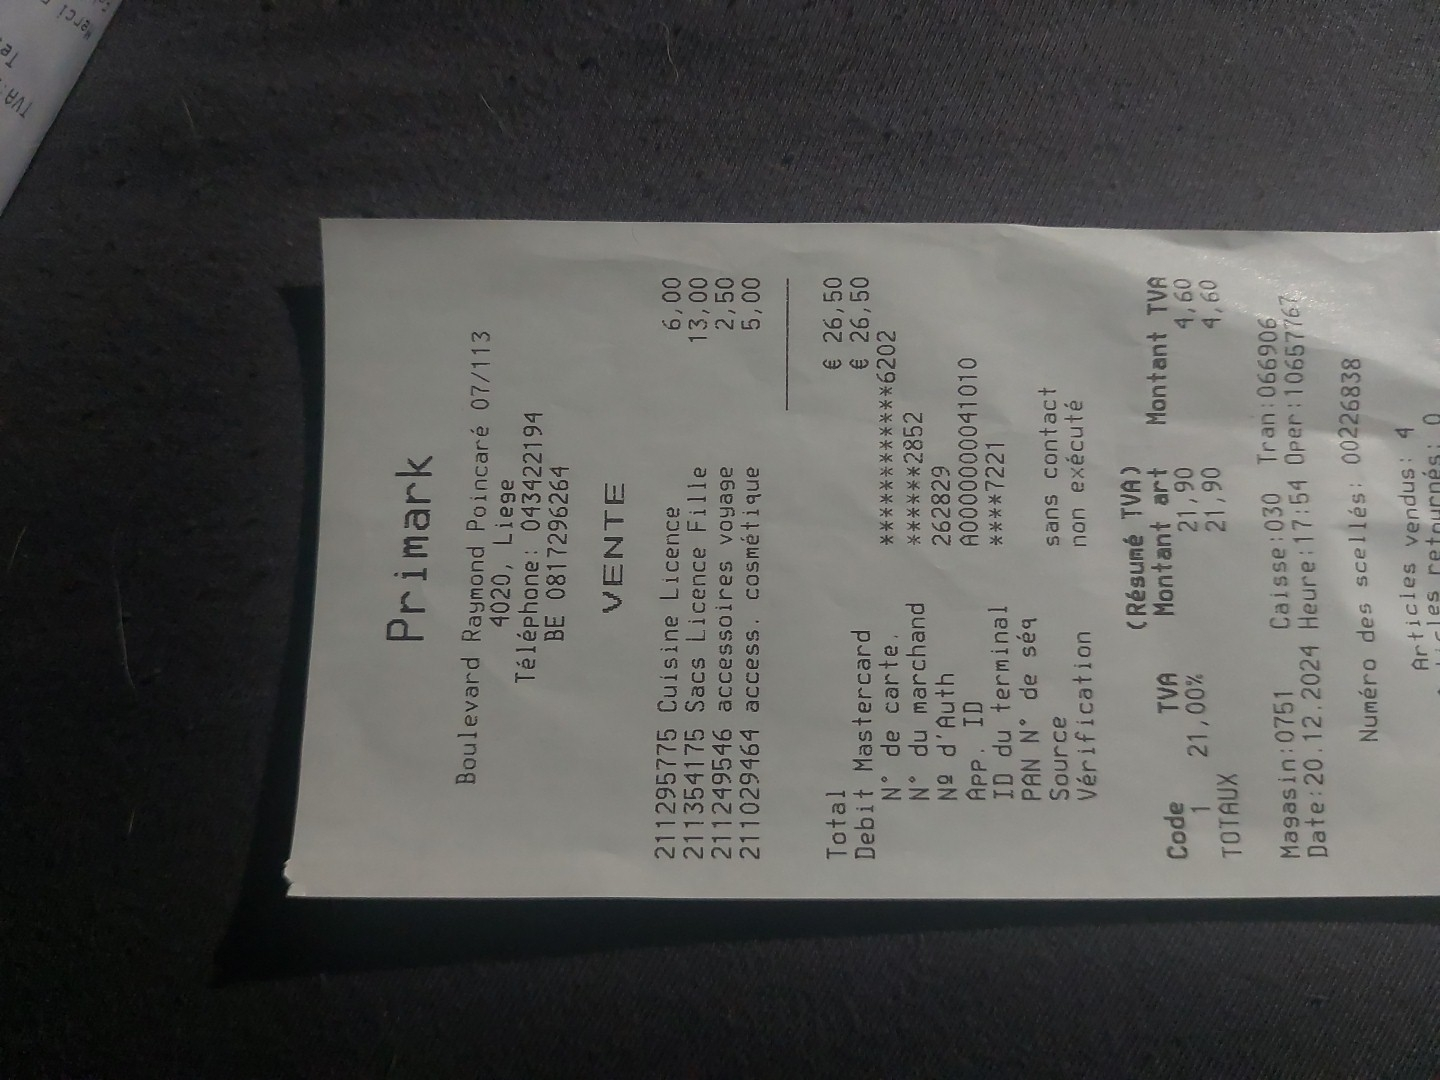 Primark
Boulevard Raymond Poincaré 07/113
4020, Liege
Téléphone: 043422194
BE 0817296264
VENTE
211295775 Cuisine Licence 6,00
211354175 Sacs Licence Fille 13,00
211249546 accessoires voyage 2,50
211029464 access. cosmétique 5,00
Total € 26,50
Debit Mastercard € 26,50
N° de carte. ************6202
N° du marchand ******2852
Nº d'Auth 262829
APP. ID A0000000041010
ID du terminal ****7221
PAN N° de séq
Source sans contact
Vérification non exécuté
(Résumé TVA)
Code TVA Montant art Montant TVA
1 21,00% 21,90 4,60
TOTAUX 21,90 4,60
Magasin:0751 Caisse:030 Tran:066906
Date:20.12.2024 Heure:17:54 Oper:10657767
Numéro des scellés: 00226838
Articles vendus: 4
retournés: 0
Merci
TVA